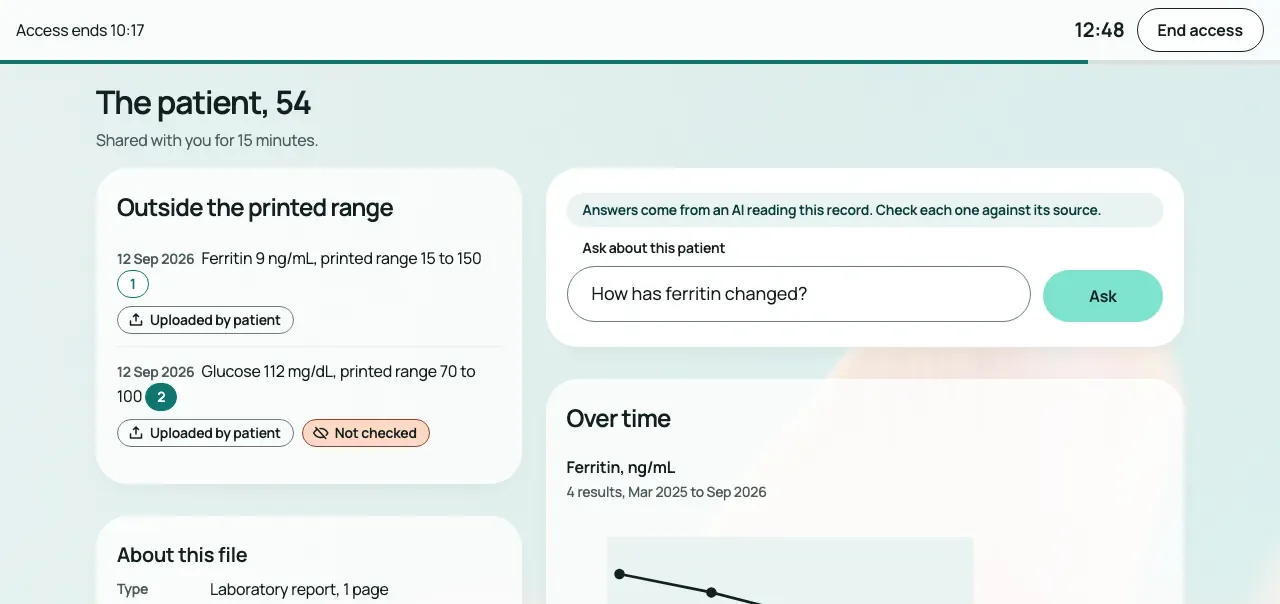 Access ends 10:17
12:48
End access
The patient, 54
Shared with you for 15 minutes.
Outside the printed range
12 Sep 2026 Ferritin 9 ng/mL, printed range 15 to 150
1
Uploaded by patient
12 Sep 2026 Glucose 112 mg/dL, printed range 70 to
100 2
Uploaded by patient
Not checked
About this file
Type Laboratory report, 1 page
Answers come from an AI reading this record. Check each one against its source.
Ask about this patient
How has ferritin changed?
Ask
Over time
Ferritin, ng/mL
4 results, Mar 2025 to Sep 2026